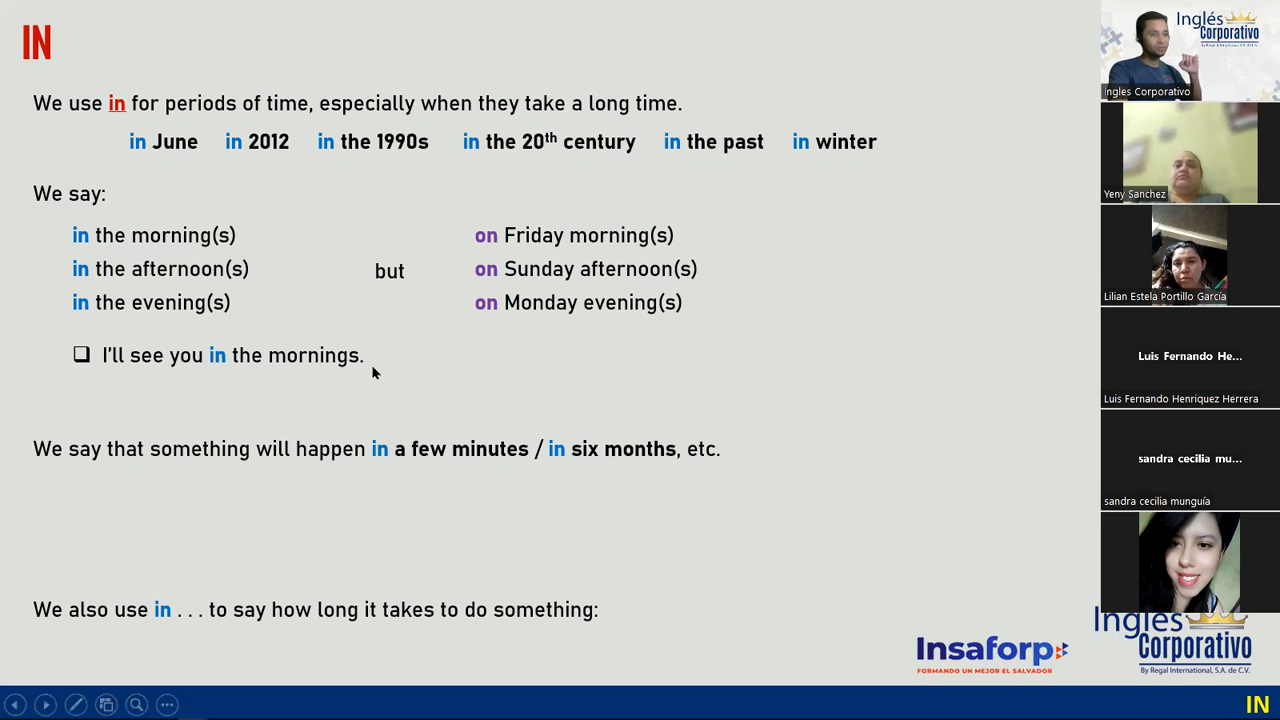 IN
We use in for periods of time, especially when they take a long time.
in June in 2012 in the 1990s in the 20th century in the past in winter
We say:
in the morning(s) on Friday morning(s)
in the afternoon(s) but on Sunday afternoon(s)
in the evening(s) on Monday evening(s)
❑ I'll see you in the mornings.
We say that something will happen in a few minutes / in six months, etc.
We also use in . . . to say how long it takes to do something:
Insaforp
FORMANDO UN MEJOR EL SALVADOR
Inglés
Corporativo
By Regal International, S.A. de C.V.
IN
Inglés
Corporativo
By Regal International, S.A. de C.V.
Ingles Corporativo
Yeny Sanchez
Lilian Estela Portillo García
Luis Fernando He...
Luis Fernando Henriquez Herrera
sandra cecilia mu...
sandra cecilia munguía